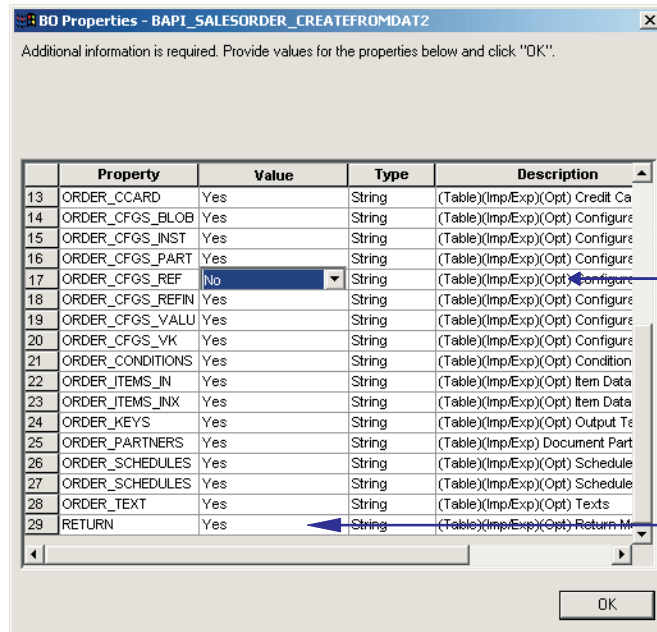 BO Properties - BAPI_SALESORDER_CREATEFROMDAT2
Additional information is required. Provide values for the properties below and click "OK".
Property Value Type Description
13 ORDER_CCARD Yes String (Table)(Imp/Exp)(Opt) Credit Ca
14 ORDER_CFGS_BLOB Yes String (Table)(Imp/Exp)(Opt) Configura
15 ORDER_CFGS_INST Yes String (Table)(Imp/Exp)(Opt) Configura
16 ORDER_CFGS_PART Yes String (Table)(Imp/Exp)(Opt) Configura
17 ORDER_CFGS_REF No String (Table)(Imp/Exp)(Opt) Configura
18 ORDER_CFGS_REFIN Yes String (Table)(Imp/Exp)(Opt) Configura
19 ORDER_CFGS_VALU Yes String (Table)(Imp/Exp)(Opt) Configura
20 ORDER_CFGS_VK Yes String (Table)(Imp/Exp)(Opt) Configura
21 ORDER_CONDITIONS Yes String (Table)(Imp/Exp)(Opt) Condition
22 ORDER_ITEMS_IN Yes String (Table)(Imp/Exp)(Opt) Item Data
23 ORDER_ITEMS_INX Yes String (Table)(Imp/Exp)(Opt) Item Data
24 ORDER_KEYS Yes String (Table)(Imp/Exp)(Opt) Output Ta
25 ORDER_PARTNERS Yes String (Table)(Imp/Exp) Document Part
26 ORDER_SCHEDULES Yes String (Table)(Imp/Exp)(Opt) Schedule
27 ORDER_SCHEDULES Yes String (Table)(Imp/Exp)(Opt) Schedule
28 ORDER_TEXT Yes String (Table)(Imp/Exp)(Opt) Texts
29 RETURN Yes String (Table)(Imp/Exp)(Opt) Return M
OK